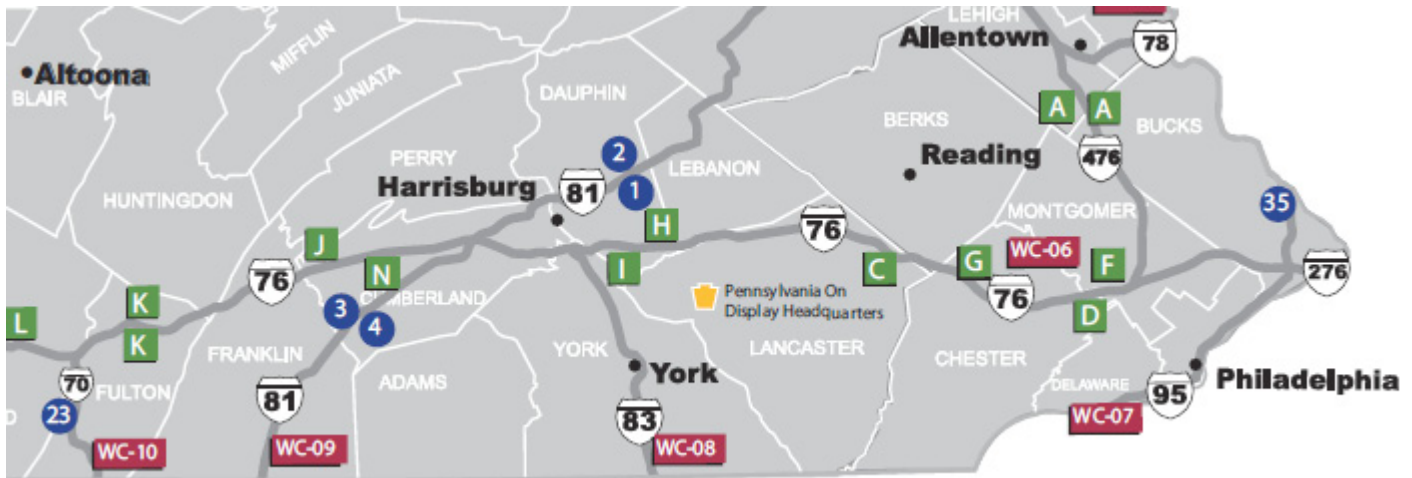 LEHIGH
Allentown
78
Altoona
BLAIR
MIFFLIN
JUNIATA
DAUPHIN
A
A
BERKS
BUCKS
PERRY
2
476
Reading
LEBANON
HUNTINGDON
Harrisburg
81
1
35
MONTGOMER
J
H
76
WC-06
N
I
C
G
F
276
76
CUMBERLAND
Pennsylvania On
Display Headquarters
76
K
3
L
4
D
K
FRANKLIN
YORK
LANCASTER
CHESTER
York
70
FULTON
ADAMS
DELAWARE
Philadelphia
81
95
23
83
WC-07
D
WC-10
WC-09
WC-08